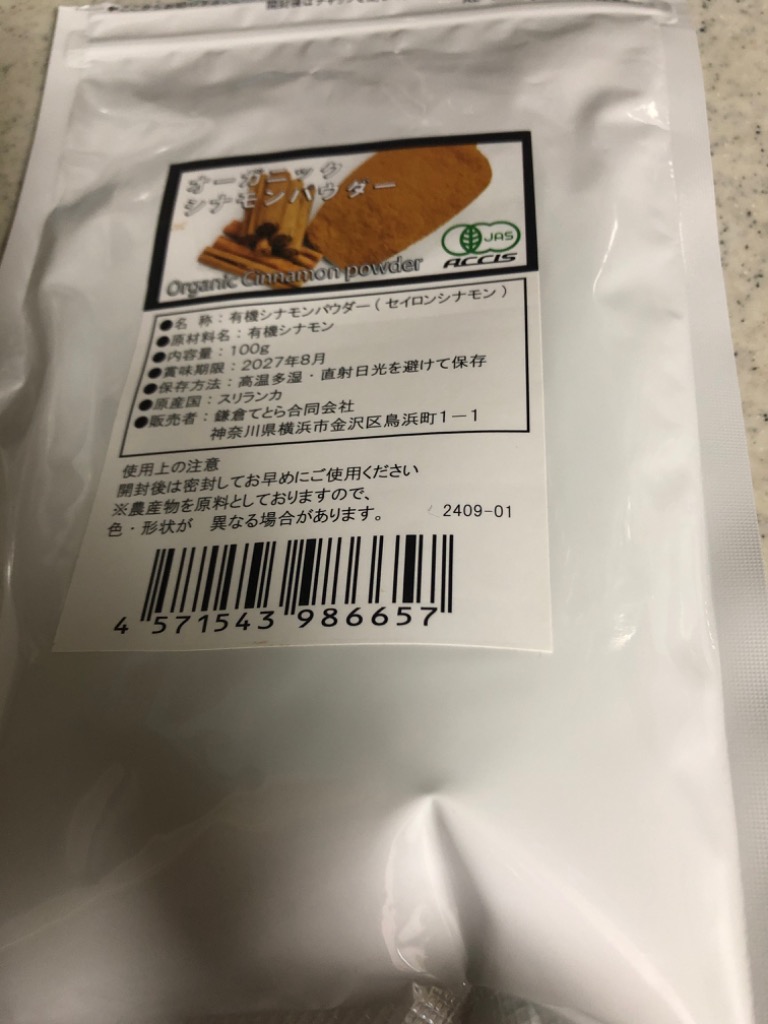 オーガニック
シナモンパウダー
JAS
ACCIS
Organic Cinnamon powder
●名 称:有機シナモンパウダー(セイロンシナモン)
●原材料名:有機シナモン
●内容量:100g
●賞味期限:2027年8月
●保存方法:高温多湿・直射日光を避けて保存
●原産国:スリランカ
●販売者:鎌倉てとら合同会社
神奈川県横浜市金沢区鳥浜町1-1
使用上の注意
開封後は密封してお早めにご使用ください
※農産物を原料としておりますので、
色・形状が 異なる場合があります。
2409-01
4 571543 986657